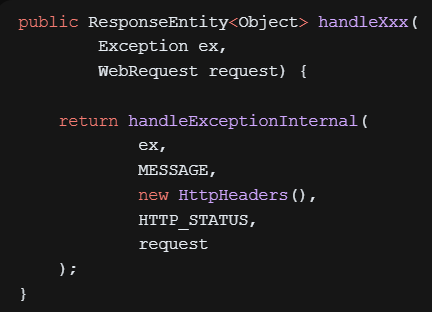 public ResponseEntity<Object> handleXxx(
        Exception ex,
        WebRequest request) {

    return handleExceptionInternal(
            ex,
            MESSAGE,
            new HttpHeaders(),
            HTTP_STATUS,
            request
    );
}